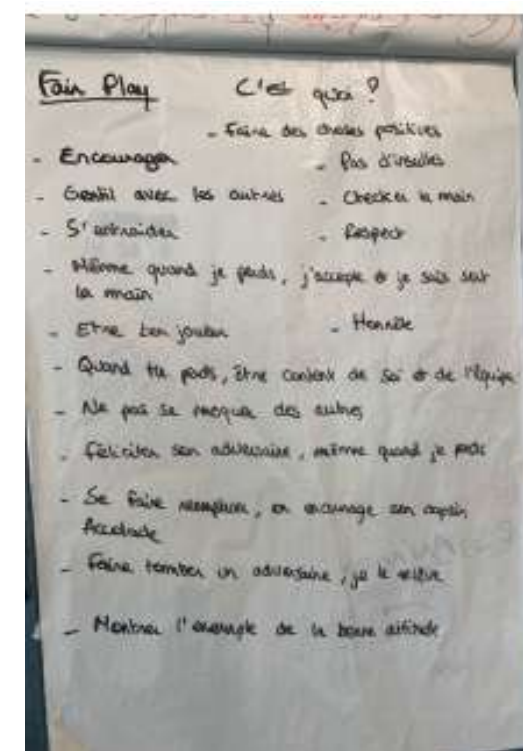 Fair Play C'est quoi ?
- Faire des choses positives
- Encourager - Pas d'insultes
- Gentil avec les autres - Checker la main
- S'entraider - Respect
- Même quand je perds, j'accepte et je sais serrer
la main
- Etre bon joueur - Honnête
- Quand tu perds, être content de soi et de l'équipe
- Ne pas se moquer des autres
- Féliciter son adversaire, même quand je perds
- Se faire remplacer, on encourage son copain
Accolade
- Faire tomber un adversaire, je le relève
- Montrer l'exemple de la bonne attitude